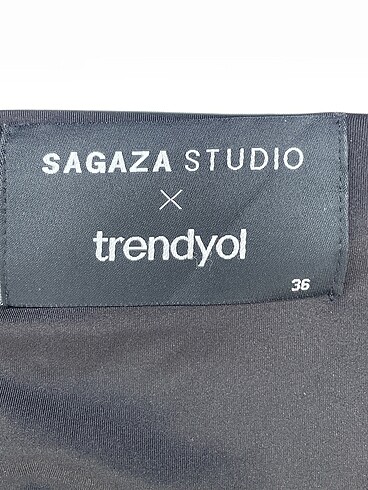 SAGAZA STUDIO
×
trendyol
36